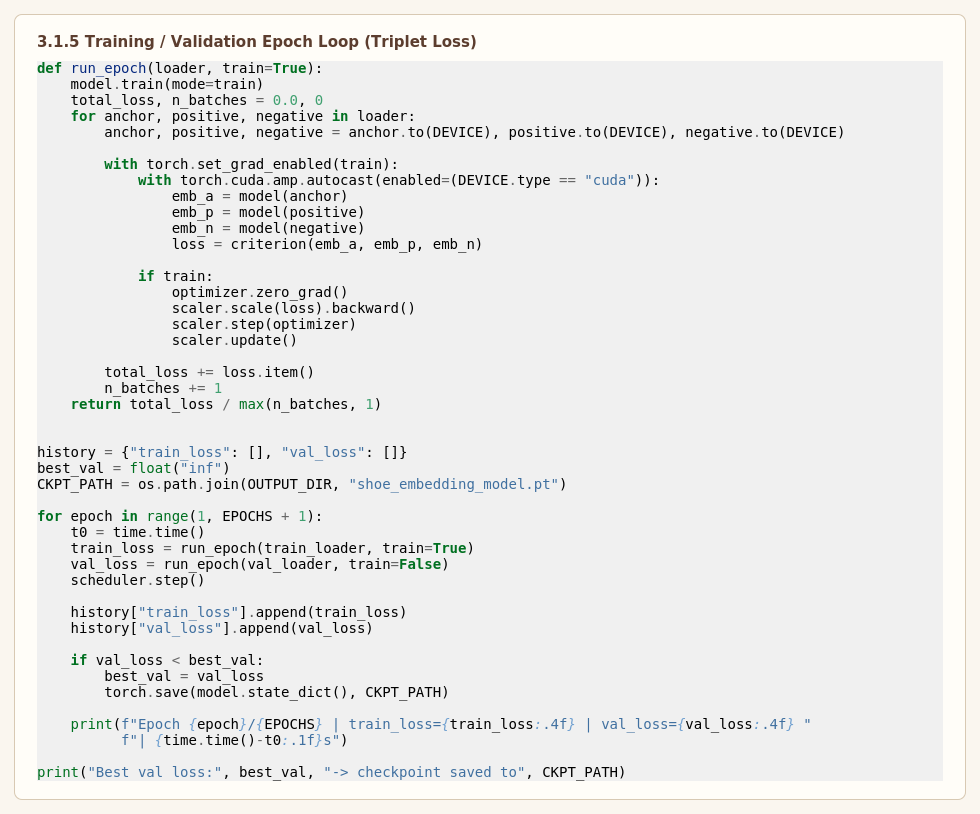 3.1.5 Training / Validation Epoch Loop (Triplet Loss)
def run_epoch(loader, train=True):
    model.train(mode=train)
    total_loss, n_batches = 0.0, 0
    for anchor, positive, negative in loader:
        anchor, positive, negative = anchor.to(DEVICE), positive.to(DEVICE), negative.to(DEVICE)
        with torch.set_grad_enabled(train):
            with torch.cuda.amp.autocast(enabled=(DEVICE.type == "cuda")):
                emb_a = model(anchor)
                emb_p = model(positive)
                emb_n = model(negative)
                loss = criterion(emb_a, emb_p, emb_n)
            if train:
                optimizer.zero_grad()
                scaler.scale(loss).backward()
                scaler.step(optimizer)
                scaler.update()
        total_loss += loss.item()
        n_batches += 1
    return total_loss / max(n_batches, 1)
history = {"train_loss": [], "val_loss": []}
best_val = float("inf")
CKPT_PATH = os.path.join(OUTPUT_DIR, "shoe_embedding_model.pt")
for epoch in range(1, EPOCHS + 1):
    t0 = time.time()
    train_loss = run_epoch(train_loader, train=True)
    val_loss = run_epoch(val_loader, train=False)
    scheduler.step()
    history["train_loss"].append(train_loss)
    history["val_loss"].append(val_loss)
    if val_loss < best_val:
        best_val = val_loss
        torch.save(model.state_dict(), CKPT_PATH)
    print(f"Epoch {epoch}/{EPOCHS} | train_loss={train_loss:.4f} | val_loss={val_loss:.4f} "
          f"| {time.time()-t0:.1f}s")
print("Best val loss:", best_val, "-> checkpoint saved to", CKPT_PATH)